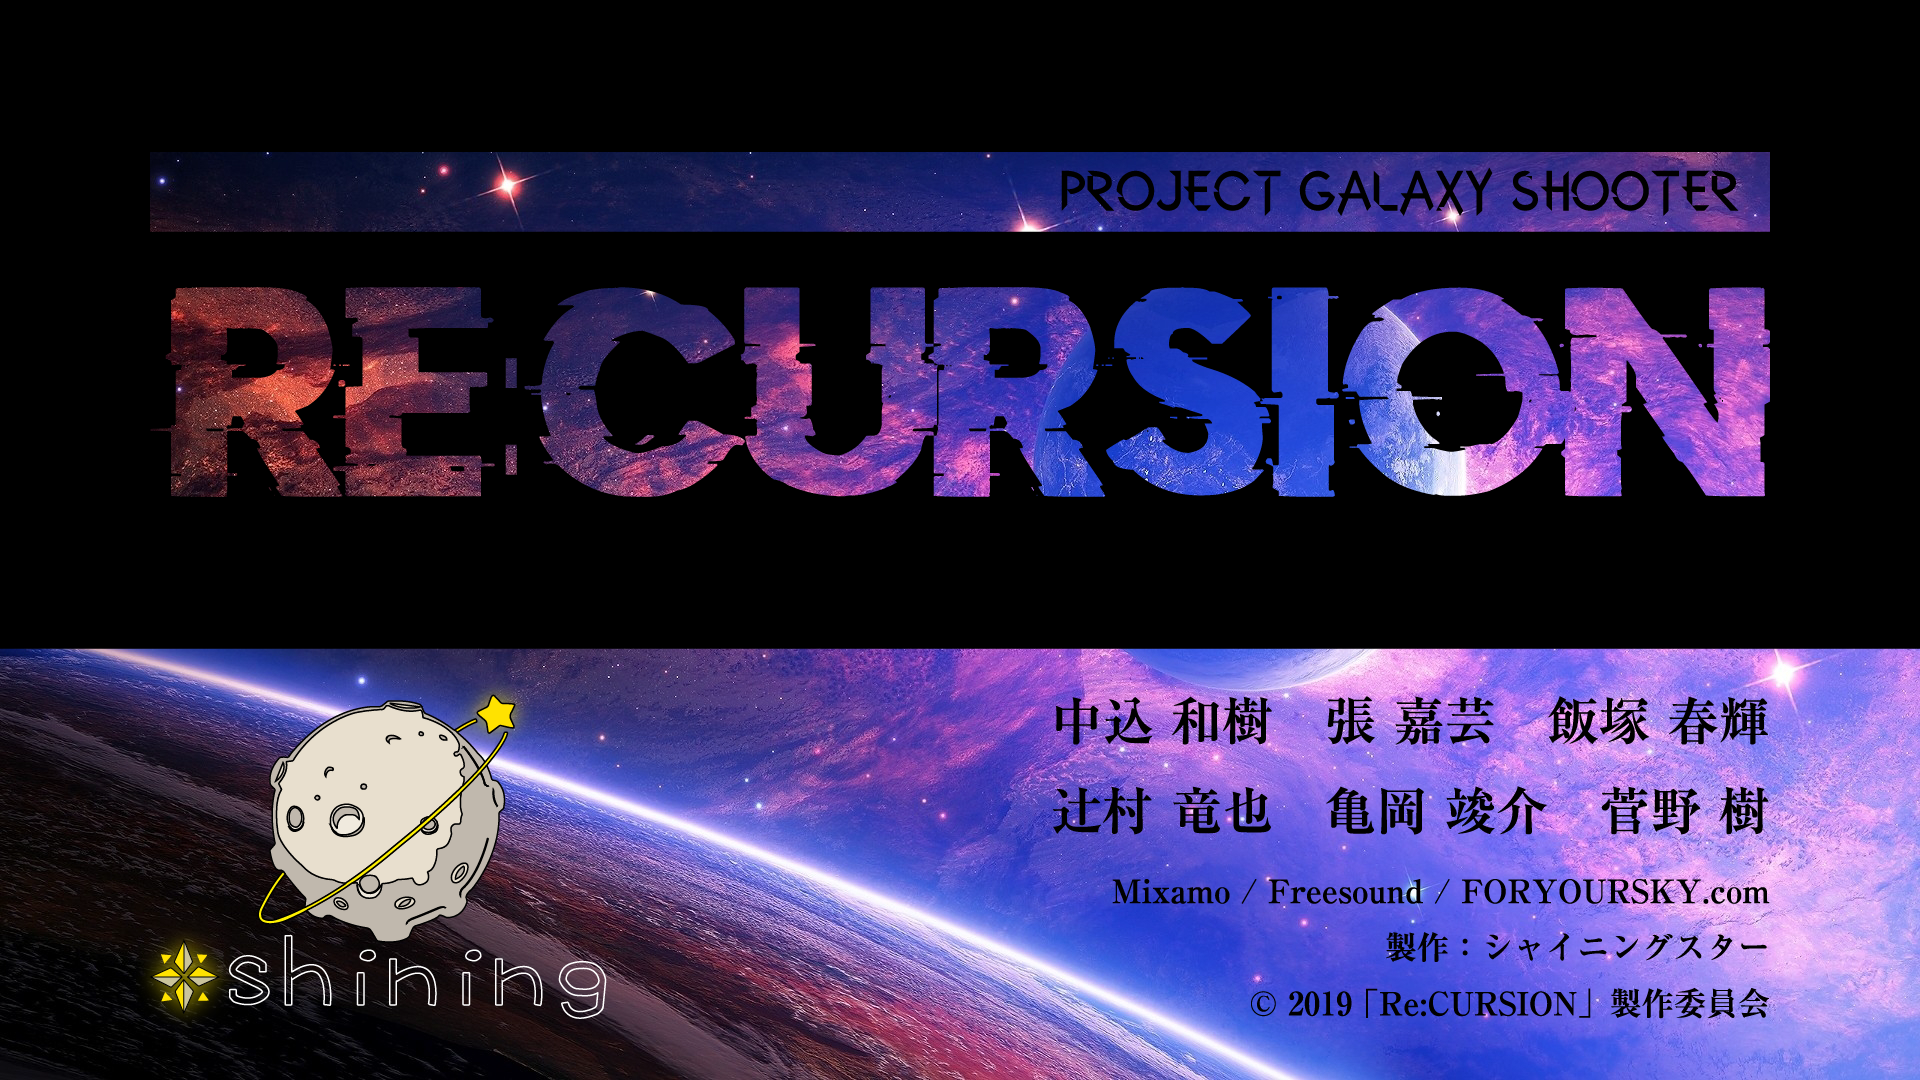 PROJECT GALAXY SHOOTER
RE:CURSION
中込 和樹　張 嘉芸　飯塚 春輝
辻村 竜也　亀岡 竣介　菅野 樹
Mixamo / Freesound / FORYOURSKY.com
製作：シャイニングスター
© 2019「Re:CURSION」製作委員会
shining